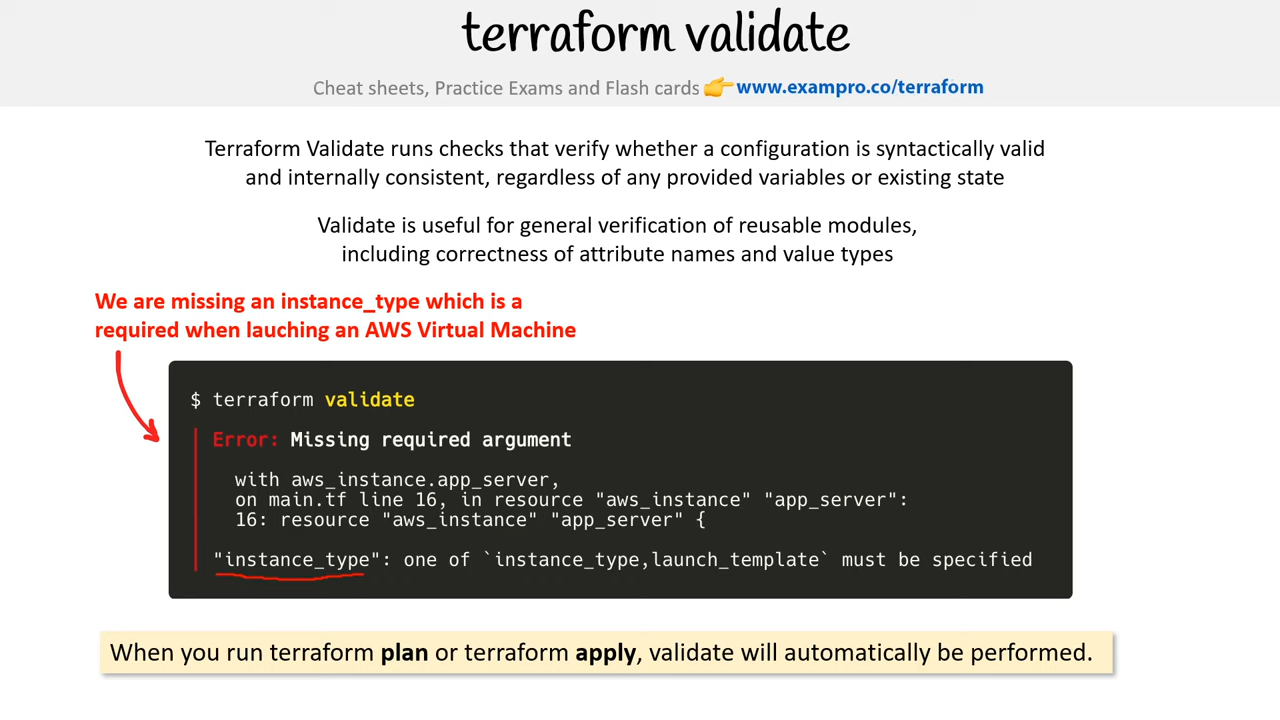 terraform validate
Cheat sheets, Practice Exams and Flash cards 👉 www.exampro.co/terraform
Terraform Validate runs checks that verify whether a configuration is syntactically valid
and internally consistent, regardless of any provided variables or existing state
Validate is useful for general verification of reusable modules,
including correctness of attribute names and value types
We are missing an instance_type which is a
required when lauching an AWS Virtual Machine
$ terraform validate
Error: Missing required argument
with aws_instance.app_server,
on main.tf line 16, in resource "aws_instance" "app_server":
16: resource "aws_instance" "app_server" {
"instance_type": one of `instance_type,launch_template` must be specified
When you run terraform plan or terraform apply, validate will automatically be performed.